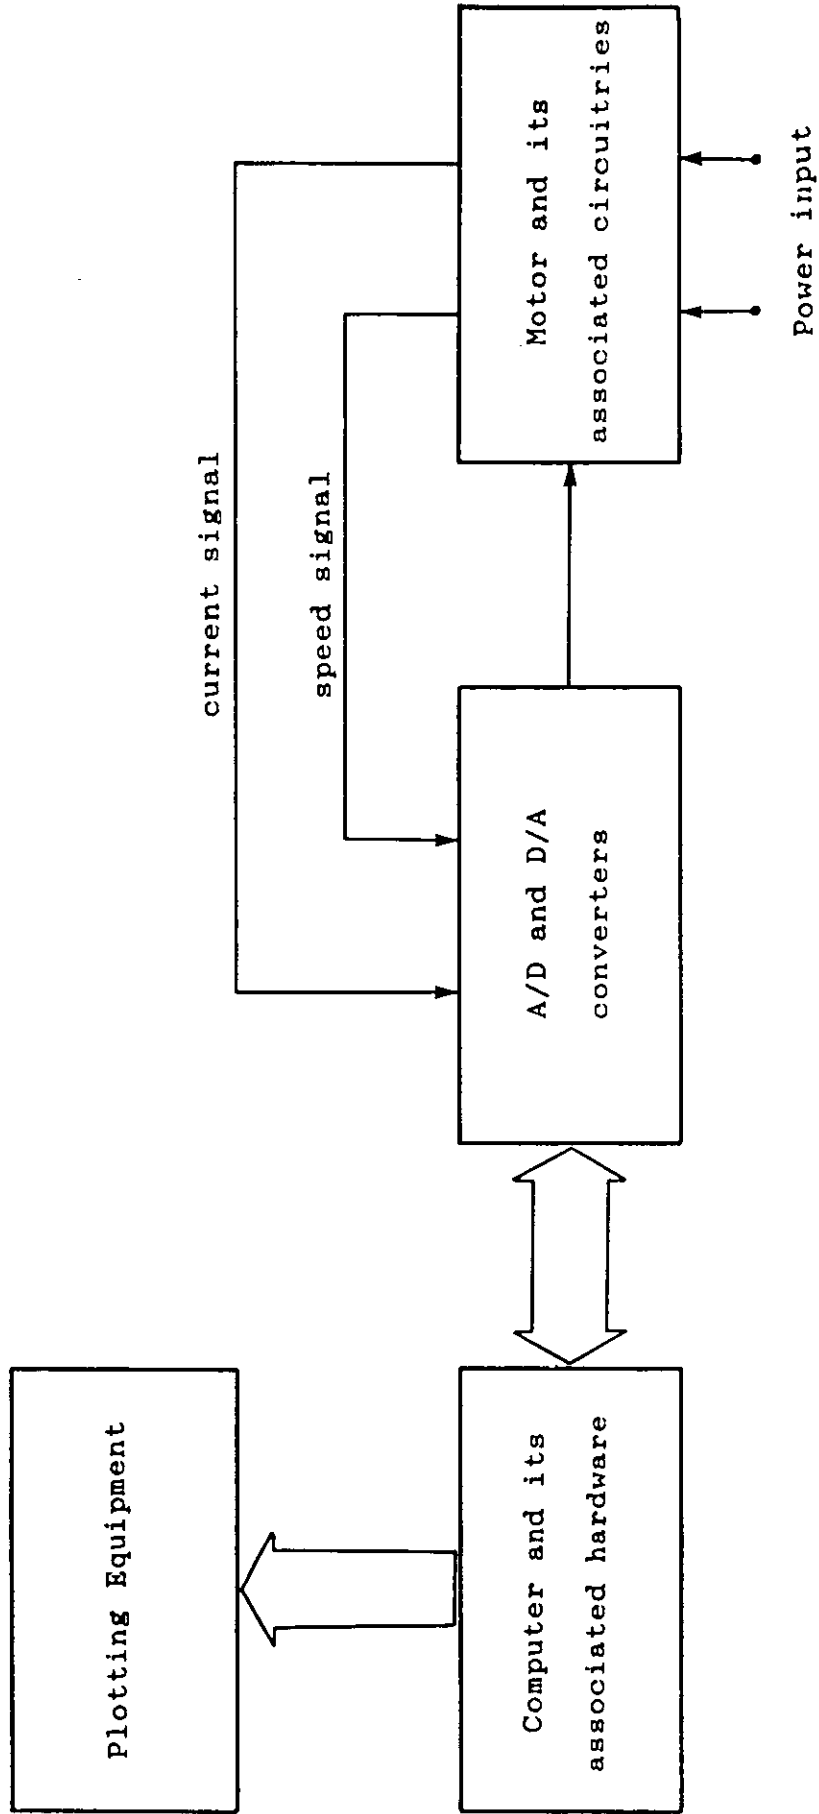 Plotting Equipment
current signal
speed signal
Computer and its
associated hardware
A/D and D/A
converters
Motor and its
associated circuitries
Power input